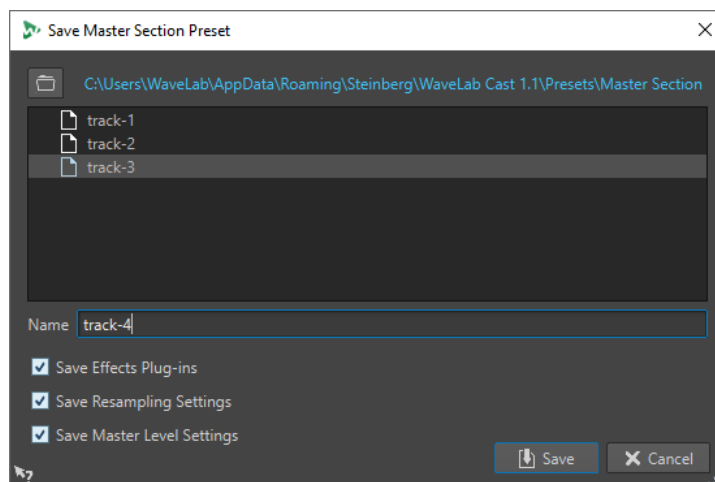 Save Master Section Preset
C:\Users\WaveLab\AppData\Roaming\Steinberg\WaveLab Cast 1.1\Presets\Master Section
track-1
track-2
track-3
Name track-4
Save Effects Plug-ins
Save Resampling Settings
Save Master Level Settings
Save Cancel